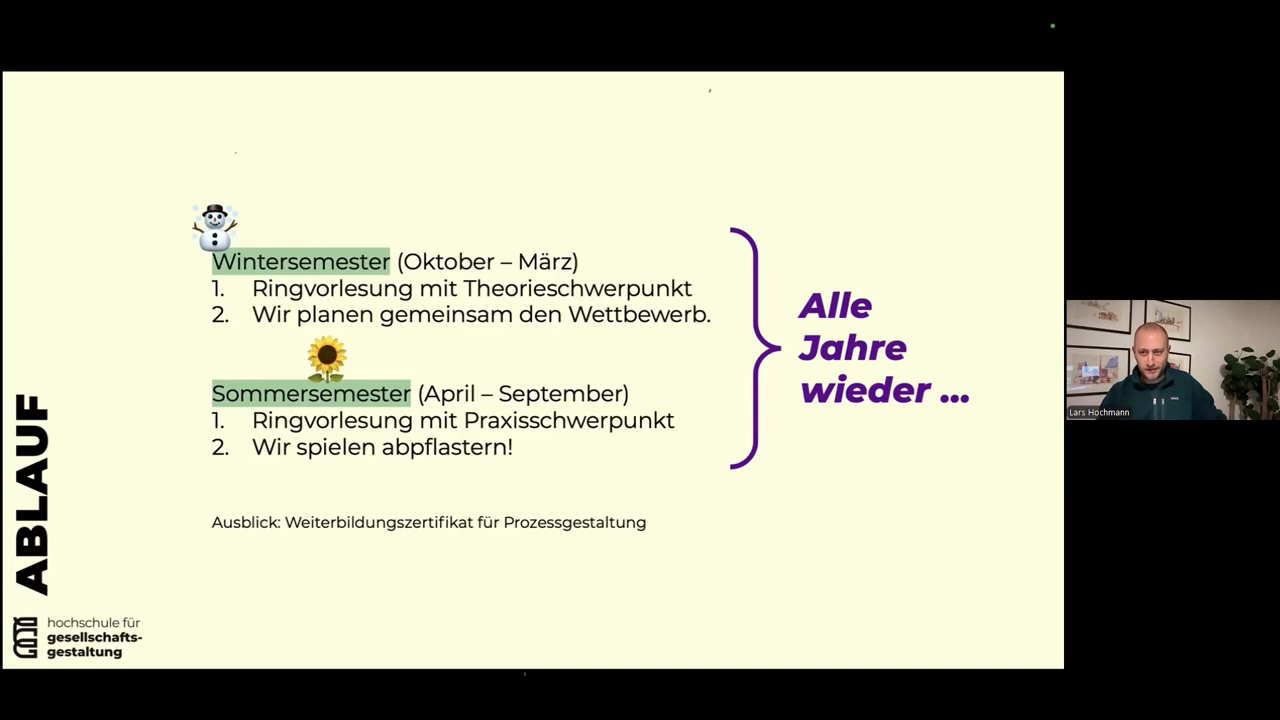 Wintersemester (Oktober – März)
1. Ringvorlesung mit Theorieschwerpunkt
2. Wir planen gemeinsam den Wettbewerb.
Sommersemester (April – September)
1. Ringvorlesung mit Praxisschwerpunkt
2. Wir spielen abpflastern!
Ausblick: Weiterbildungszertifikat für Prozessgestaltung
Alle
Jahre
wieder ...
ABLAUF
hochschule für
gesellschafts-
gestaltung
Lars Hochmann